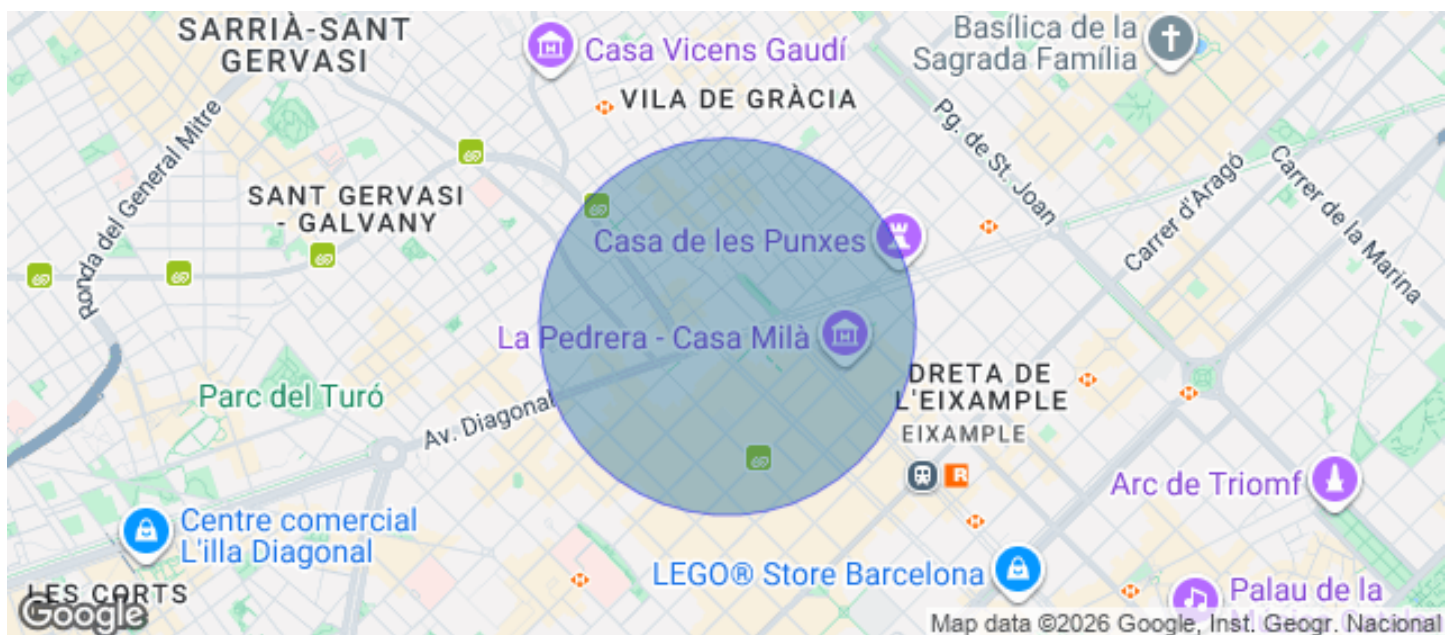 SARRIÀ-SANT
GERVASI
Casa Vicens Gaudí
Basílica de la
Sagrada Família
VILA DE GRÀCIA
Ronda del General Mitre
Pg. de St. Joan
Carrer d'Aragó
Carrer de la Marina
SANT GERVASI
- GALVANY
Casa de les Punxes
La Pedrera - Casa Milà
Parc del Turó
Av. Diagonal
DRETA DE
L'EIXAMPLE
EIXAMPLE
R
Arc de Triomf
Centre comercial
L'illa Diagonal
LEGO® Store Barcelona
LES CORTS
Palau de la
Google
Map data ©2026 Google, Inst. Geogr. Nacional